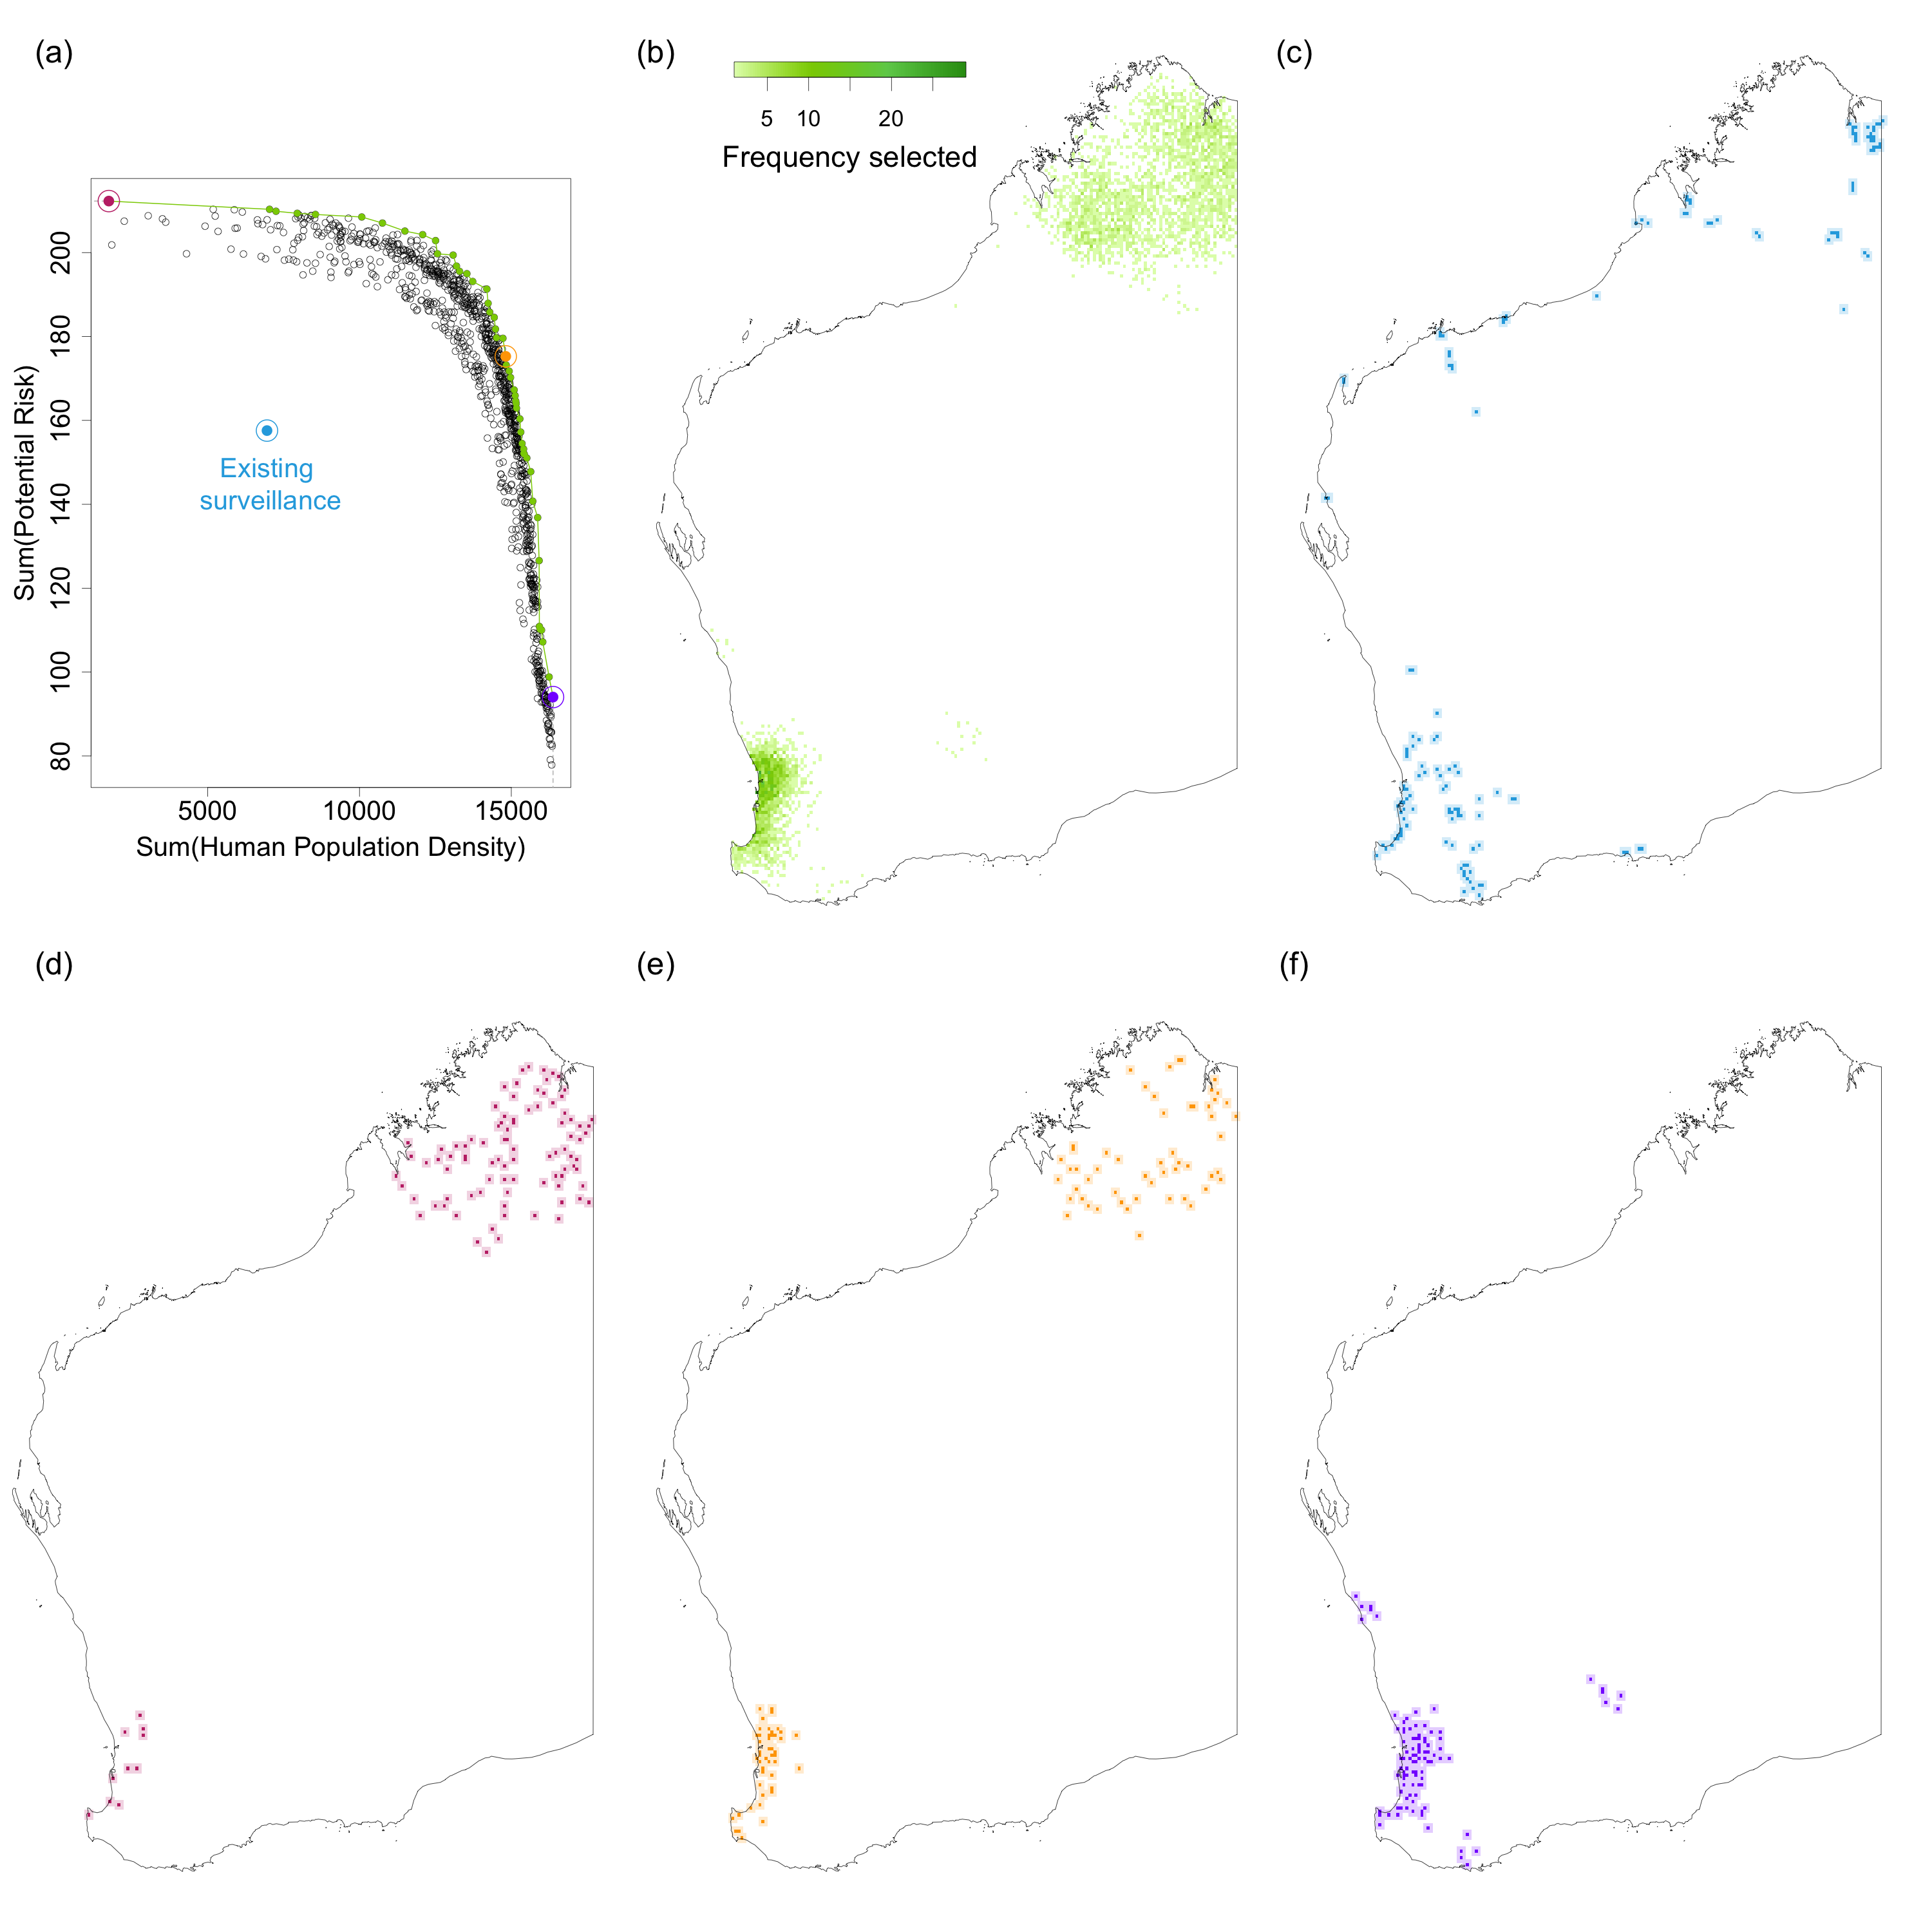 (a)
200
180
160
140
120
100
80
Sum(Potential Risk)
Existing
surveillance
5000 10000 15000
Sum(Human Population Density)
(b)
5 10 20
Frequency selected
(c)
(d)
(e)
(f)